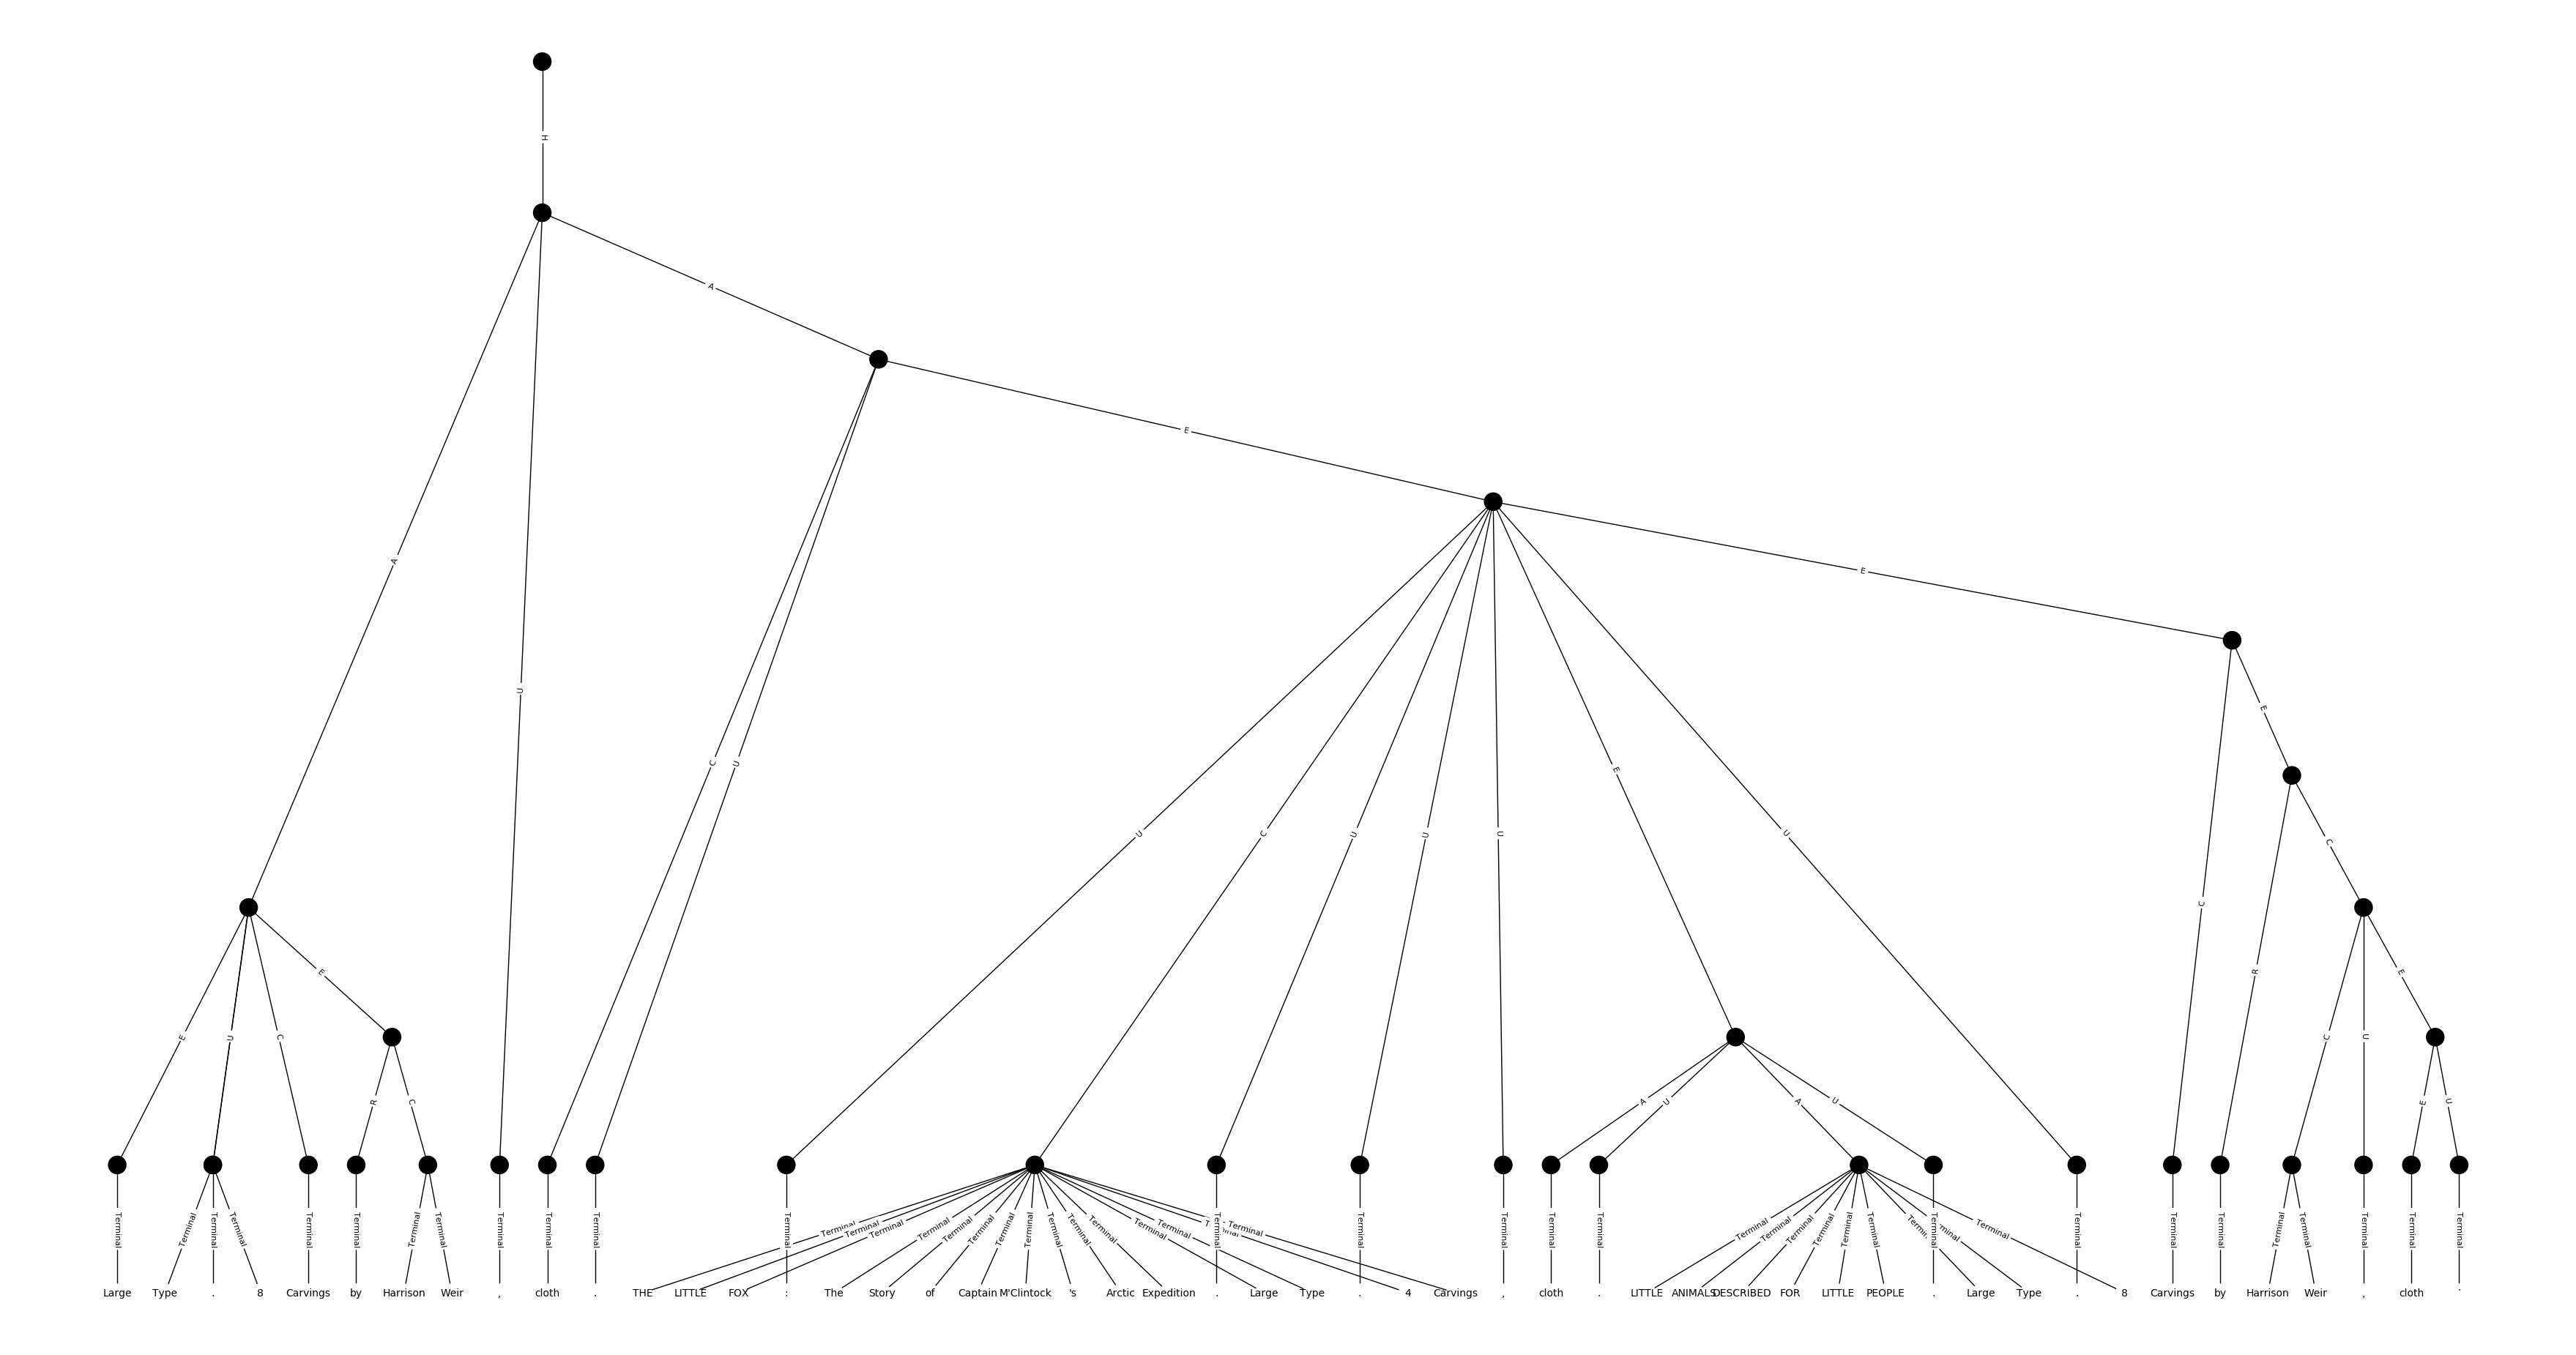 H
A
E
A
E
E
U
C
C
U
U
C
U
U
U
E
U
C
R
E
E
U
C
R
C
A
U
A
U
C
U
E
E
U
Terminal Terminal Terminal Terminal Terminal Terminal Terminal Terminal Terminal Terminal Terminal Terminal Terminal Terminal Terminal Terminal Terminal Terminal Terminal Terminal Terminal Terminal Terminal Terminal Terminal Terminal Terminal Terminal Terminal Terminal Terminal Terminal Terminal Terminal Terminal Terminal Terminal Terminal Terminal Terminal Terminal Terminal Terminal Terminal Terminal Terminal Terminal Terminal Terminal Terminal
Large Type . 8 Carvings by Harrison Weir , cloth . THE LITTLE FOX : The Story of Captain M'Clintock 's Arctic Expedition . Large Type . 4 Carvings , cloth . LITTLE ANIMALS DESCRIBED FOR LITTLE PEOPLE . Large Type . 8 Carvings by Harrison Weir , cloth .